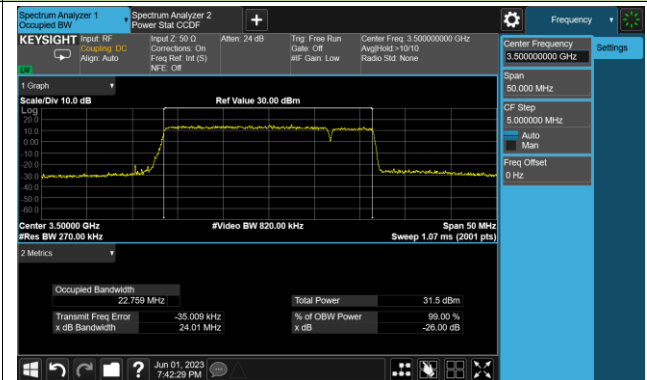 Spectrum Analyzer 1
Occupied BW
Spectrum Analyzer 2
Power Stat CCDF
Frequency
KEYSIGHT
Input: RF
Coupling: DC
Align: Auto
Input Z: 50 Ω
Corrections: On
Freq Ref: Int (S)
NFE: Off
Atten: 24 dB
Trig: Free Run
Gate: Off
#IF Gain: Low
Center Freq: 3.500000000 GHz
Avg|Hold:>10/10
Radio Std: None
Center Frequency
3.500000000 GHz
Settings
Span
50.000 MHz
CF Step
5.000000 MHz
Auto
Man
Freq Offset
0 Hz
1 Graph
Scale/Div 10.0 dB
Ref Value 30.00 dBm
Log
20.0
10.0
0.00
-10.0
-20.0
-30.0
-40.0
-50.0
-60.0
Center 3.50000 GHz
#Video BW 820.00 kHz
Span 50 MHz
#Res BW 270.00 kHz
Sweep 1.07 ms (2001 pts)
2 Metrics
Occupied Bandwidth
22.759 MHz
Total Power
31.5 dBm
Transmit Freq Error
-35.009 kHz
% of OBW Power
99.00 %
x dB Bandwidth
24.01 MHz
x dB
-26.00 dB
?
Jun 01, 2023
7:42:29 PM